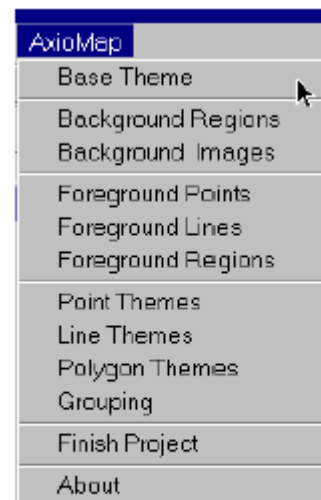 AxioMap
Base Theme
Background Regions
Background Images
Foreground Points
Foreground Lines
Foreground Regions
Point Themes
Line Themes
Polygon Themes
Grouping
Finish Project
About